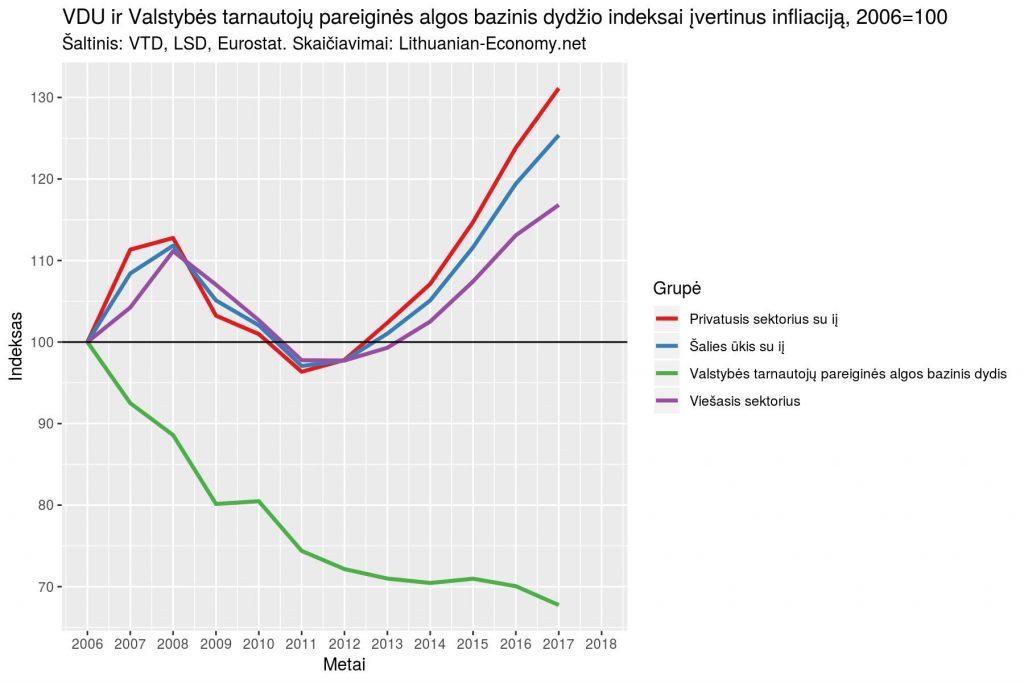 VDU ir Valstybės tarnautojų pareiginės algos bazinis dydžio indeksai įvertinus infliaciją, 2006=100
Šaltinis: VTD, LSD, Eurostat. Skaičiavimai: Lithuanian-Economy.net
130
120
110
100
90
80
70
Indeksas
2006 2007 2008 2009 2010 2011 2012 2013 2014 2015 2016 2017 2018
Metai
Grupė
Privatusis sektorius su iį
Šalies ūkis su iį
Valstybės tarnautojų pareiginės algos bazinis dydis
Viešasis sektorius